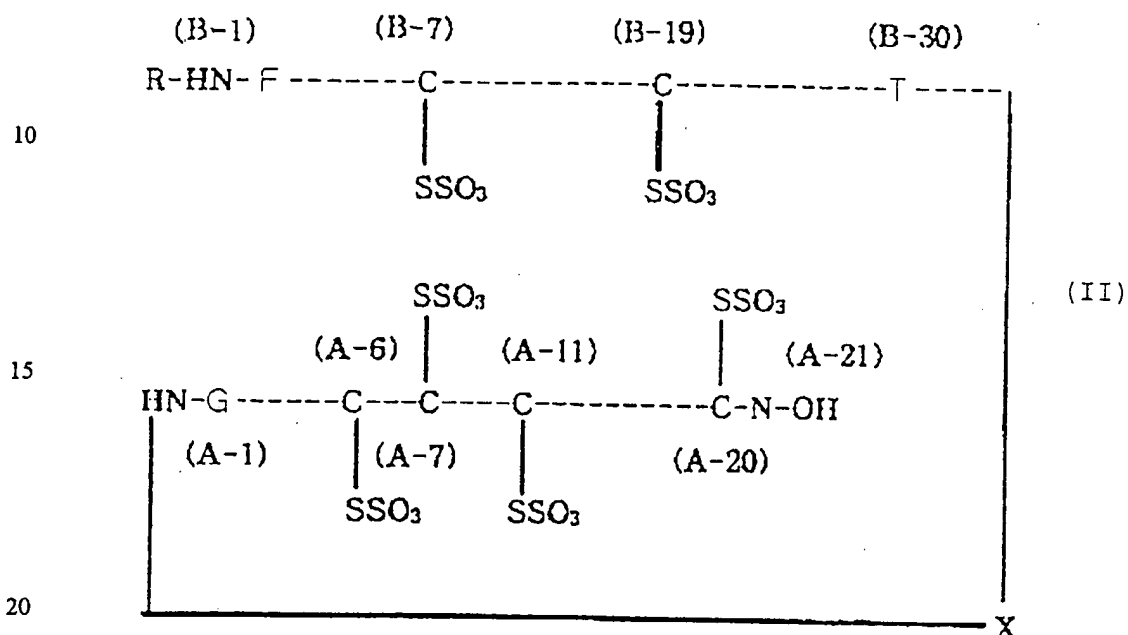 (B-1) (B-7) (B-19) (B-30)
R-HN-F-----------C------------------C------------------T-------
10
SSO₃ SSO₃
SSO₃ SSO₃ (II)
(A-6) (A-11) (A-21)
15
HN-G--------C---C-----C---------------C-N-OH
(A-1) (A-7) (A-20)
SSO₃ SSO₃
20
X